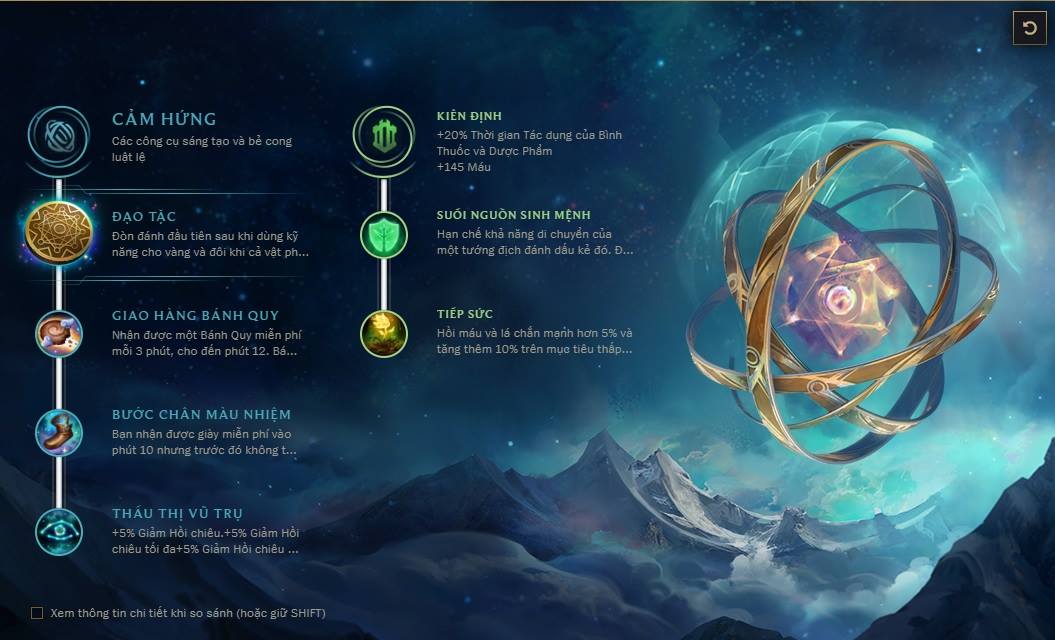 CẢM HỨNG
Các công cụ sáng tạo và bẻ cong
luật lệ
ĐẠO TẶC
Đòn đánh đầu tiên sau khi dùng kỹ
năng cho vàng và đôi khi cả vật ph...
GIAO HÀNG BÁNH QUY
Nhận được một Bánh Quy miễn phí
mỗi 3 phút, cho đến phút 12. Bá...
BƯỚC CHÂN MÀU NHIỆM
Bạn nhận được giày miễn phí vào
phút 10 nhưng trước đó không t...
THẤU THỊ VŨ TRỤ
+5% Giảm Hồi chiêu.+5% Giảm Hồi
chiêu tối đa+5% Giảm Hồi chiêu ...
KIÊN ĐỊNH
+20% Thời gian Tác dụng của Bình
Thuốc và Dược Phẩm
+145 Máu
SUỐI NGUỒN SINH MỆNH
Hạn chế khả năng di chuyển của
một tướng địch đánh dấu kẻ đó. Đ...
TIẾP SỨC
Hồi máu và lá chắn mạnh hơn 5% và
tăng thêm 10% trên mục tiêu thấp...
Xem thông tin chi tiết khi so sánh (hoặc giữ SHIFT)